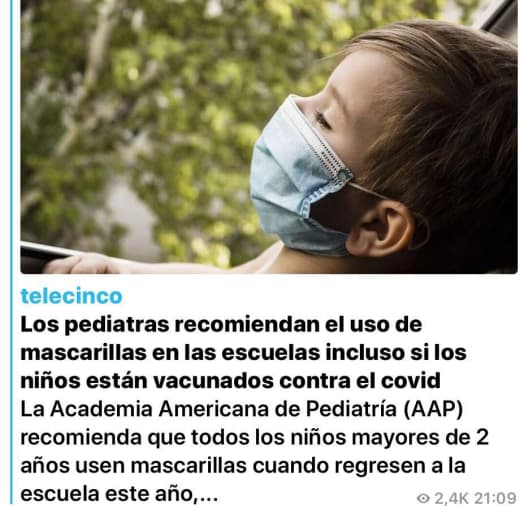 telecinco
Los pediatras recomiendan el uso de
mascarillas en las escuelas incluso si los
niños están vacunados contra el covid
La Academia Americana de Pediatría (AAP)
recomienda que todos los niños mayores de 2
años usen mascarillas cuando regresen a la
escuela este año,...
2,4K 21:09